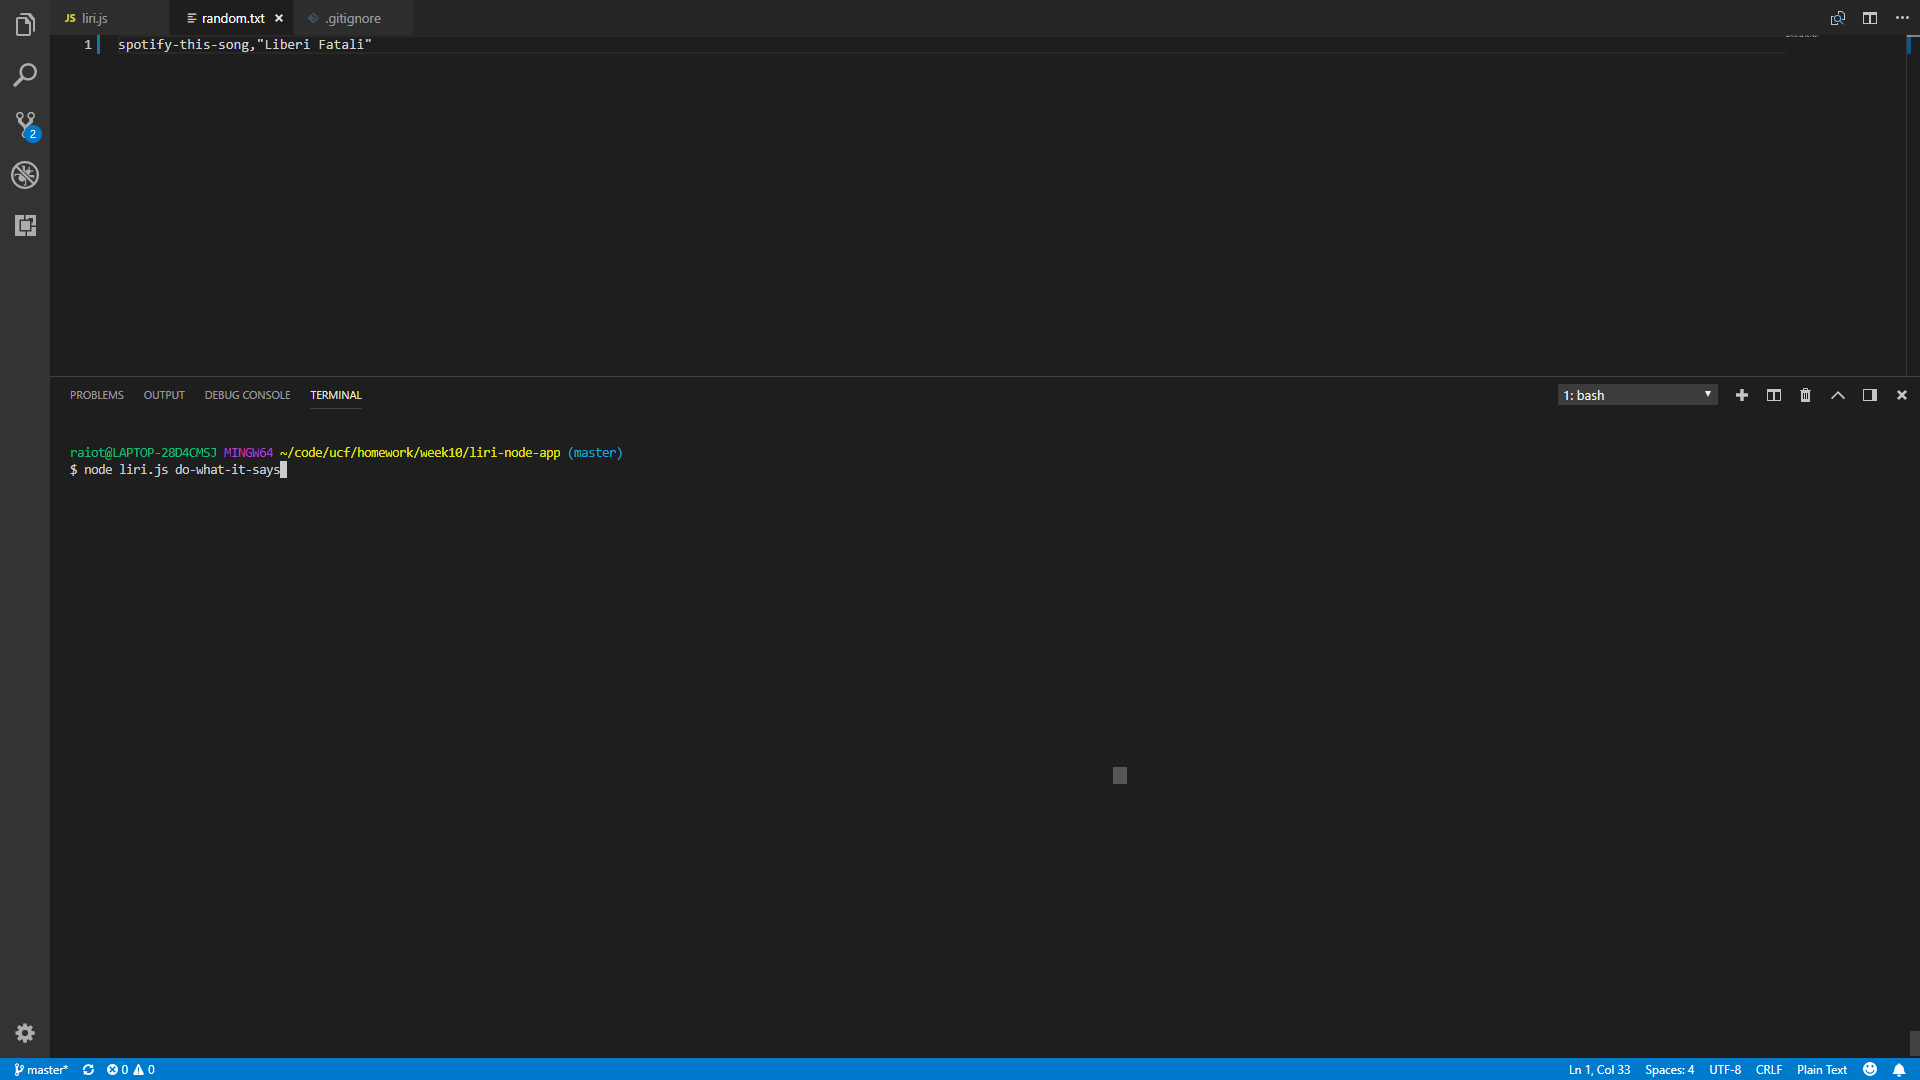 JS liri.js random.txt × .gitignore
1 spotify-this-song,"Liberi Fatali"
2
PROBLEMS OUTPUT DEBUG CONSOLE TERMINAL 1: bash
raiot@LAPTOP-28D4CMSJ MINGW64 ~/code/ucf/homework/week10/liri-node-app (master)
$ node liri.js do-what-it-says
master* 0 0 Ln 1, Col 33 Spaces: 4 UTF-8 CRLF Plain Text